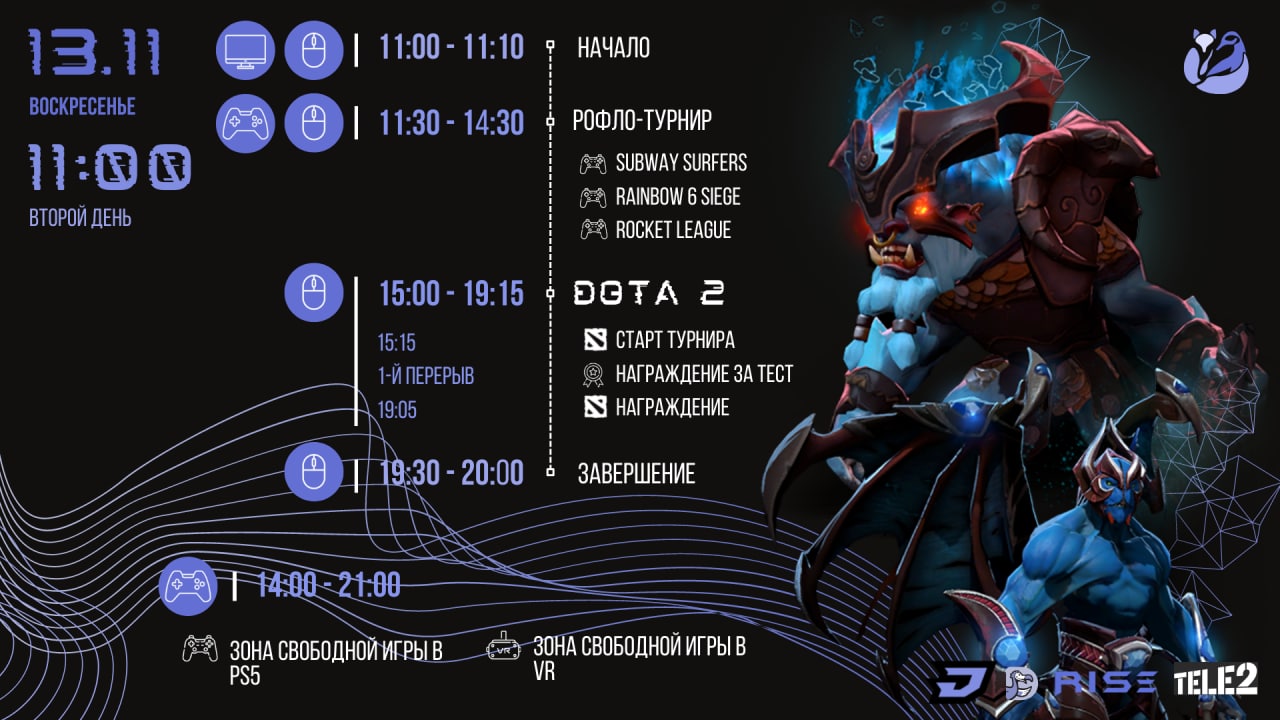 13.11
ВОСКРЕСЕНЬЕ
11:00
ВТОРОЙ ДЕНЬ
11:00 - 11:10
НАЧАЛО
11:30 - 14:30
РОФЛО-ТУРНИР
SUBWAY SURFERS
RAINBOW 6 SIEGE
ROCKET LEAGUE
15:00 - 19:15
DOTA 2
15:15
СТАРТ ТУРНИРА
1-Й ПЕРЕРЫВ
НАГРАЖДЕНИЕ ЗА ТЕСТ
19:05
НАГРАЖДЕНИЕ
19:30 - 20:00
ЗАВЕРШЕНИЕ
14:00 - 21:00
ЗОНА СВОБОДНОЙ ИГРЫ В
PS5
VR
ЗОНА СВОБОДНОЙ ИГРЫ В
VR
RISE
TELE2